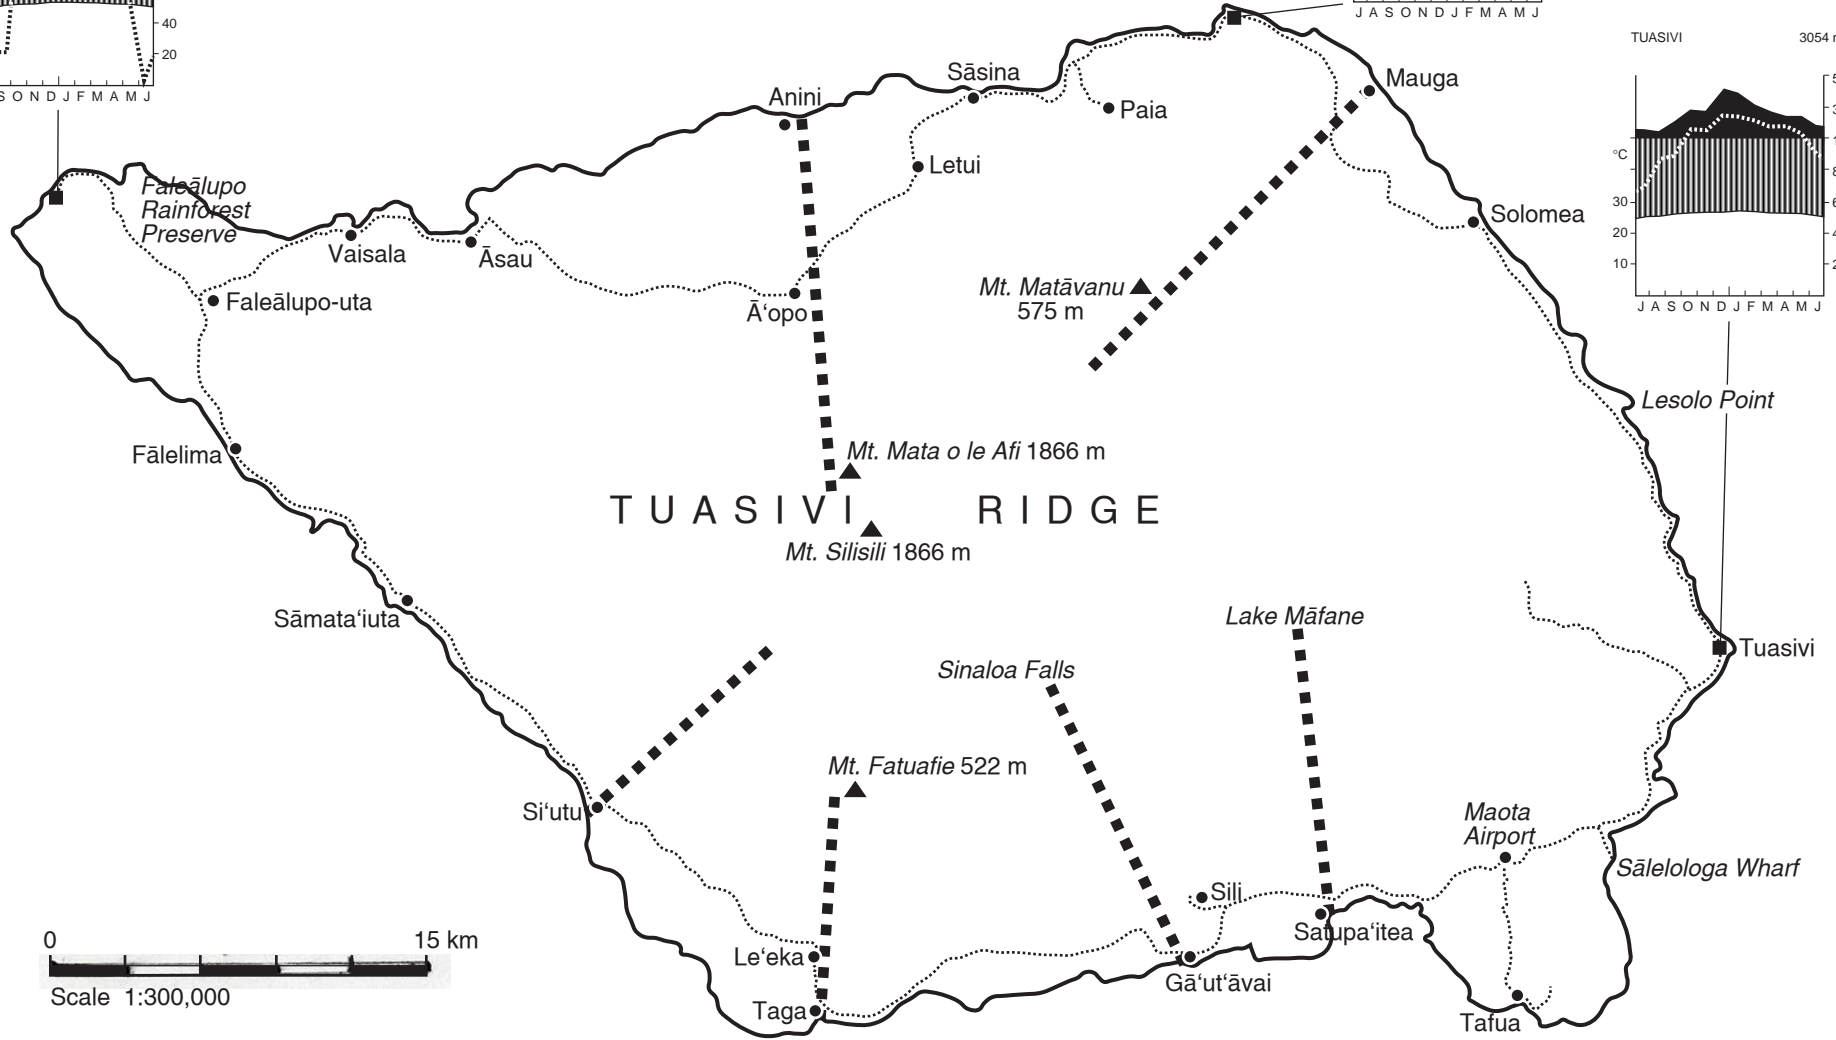 40
20
S O N D J F M A M J
J A S O N D J F M A M J
TUASIVI 3054
°C
30
20
10
J A S O N D J F M A M J
Sāsina
Anini
Mauga
Paia
Letui
Faleālupo
Rainforest
Preserve
Solomea
Vaisala
Āsau
Mt. Matāvanu
575 m
Faleālupo-uta
Ā‘opo
Lesolo Point
Fālelima
Mt. Mata o le Afi 1866 m
TUASIVI RIDGE
Mt. Silisili 1866 m
Sāmata‘iuta
Lake Māfane
Tuasivi
Sinaloa Falls
Mt. Fatuafie 522 m
Si‘utu
Maota
Airport
Sālelologa Wharf
Sili
Satupa‘itea
0 15 km
Scale 1:300,000
Le‘eka
Gā‘ut‘āvai
Taga
Tafua